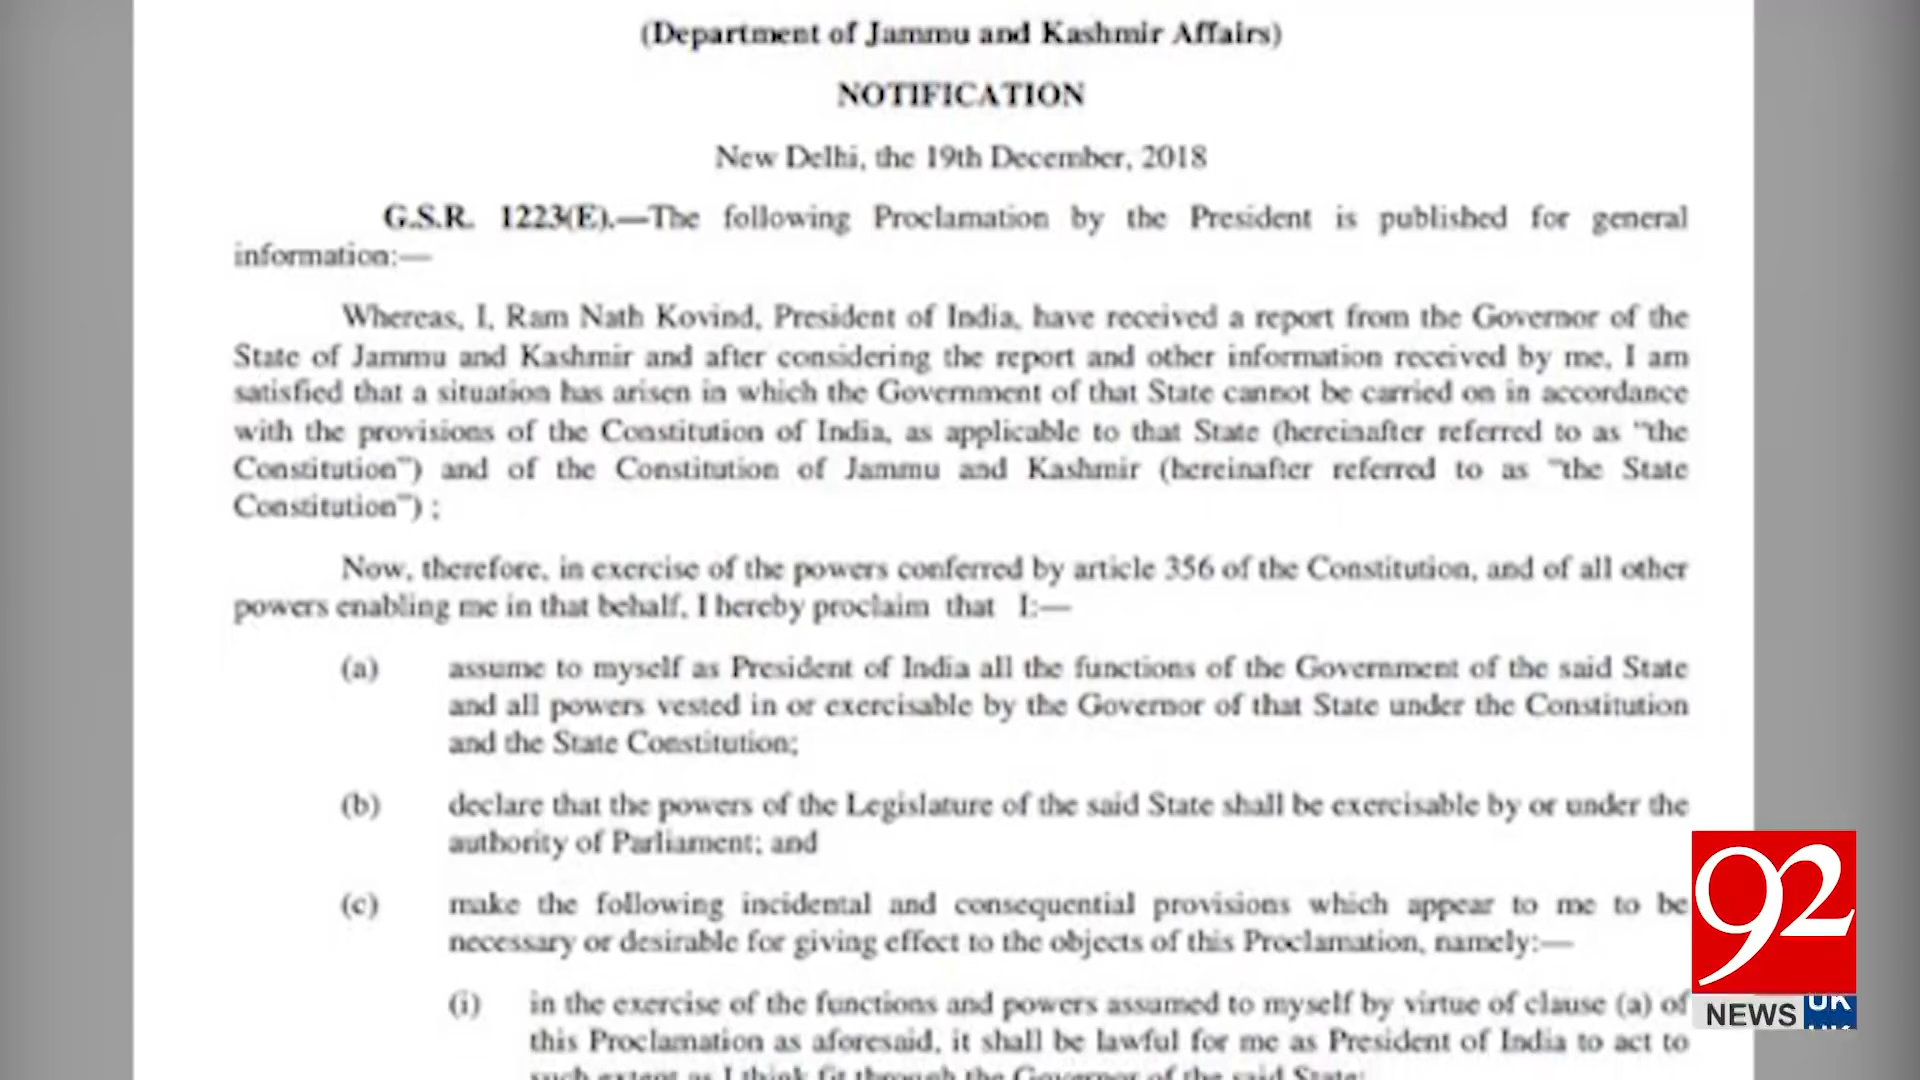 (Department of Jammu and Kashmir Affairs)
NOTIFICATION
New Delhi, the 19th December, 2018
G.S.R. 1223(E).—The following Proclamation by the President is published for general
information:—
Whereas, I, Ram Nath Kovind, President of India, have received a report from the Governor of the
State of Jammu and Kashmir and after considering the report and other information received by me, I am
satisfied that a situation has arisen in which the Government of that State cannot be carried on in accordance
with the provisions of the Constitution of India, as applicable to that State (hereinafter referred to as "the
Constitution") and of the Constitution of Jammu and Kashmir (hereinafter referred to as "the State
Constitution") ;
Now, therefore, in exercise of the powers conferred by article 356 of the Constitution, and of all other
powers enabling me in that behalf, I hereby proclaim that I:—
(a) assume to myself as President of India all the functions of the Government of the said State
and all powers vested in or exercisable by the Governor of that State under the Constitution
and the State Constitution;
(b) declare that the powers of the Legislature of the said State shall be exercisable by or under the
authority of Parliament; and
(c) make the following incidental and consequential provisions which appear to me to be
necessary or desirable for giving effect to the objects of this Proclamation, namely:—
(i) in the exercise of the functions and powers assumed to myself by virtue of clause (a) of
this Proclamation as aforesaid, it shall be lawful for me as President of India to act to
such extent as I think fit through the Governor of the said State;
92
NEWS UK